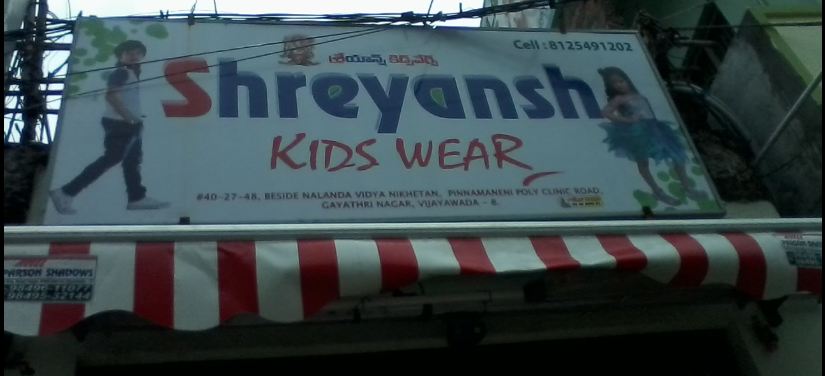 శ్రేయాన్ష్ కిడ్స్‌వేర్
Cell : 8125491202
Shreyansh
KIDS WEAR
#40-27-48, BESIDE NALANDA VIDYA NIKHETAN, PINNAMANENI POLY CLINIC ROAD,
GAYATHRI NAGAR, VIJAYAWADA - 8.
PARSON SHADOWS